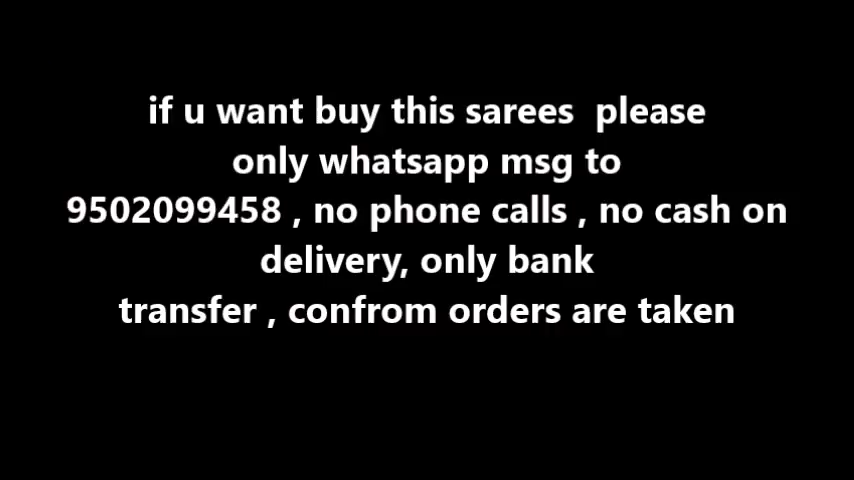 if u want buy this sarees  please
only whatsapp msg to
9502099458 , no phone calls , no cash on
delivery, only bank
transfer , confrom orders are taken